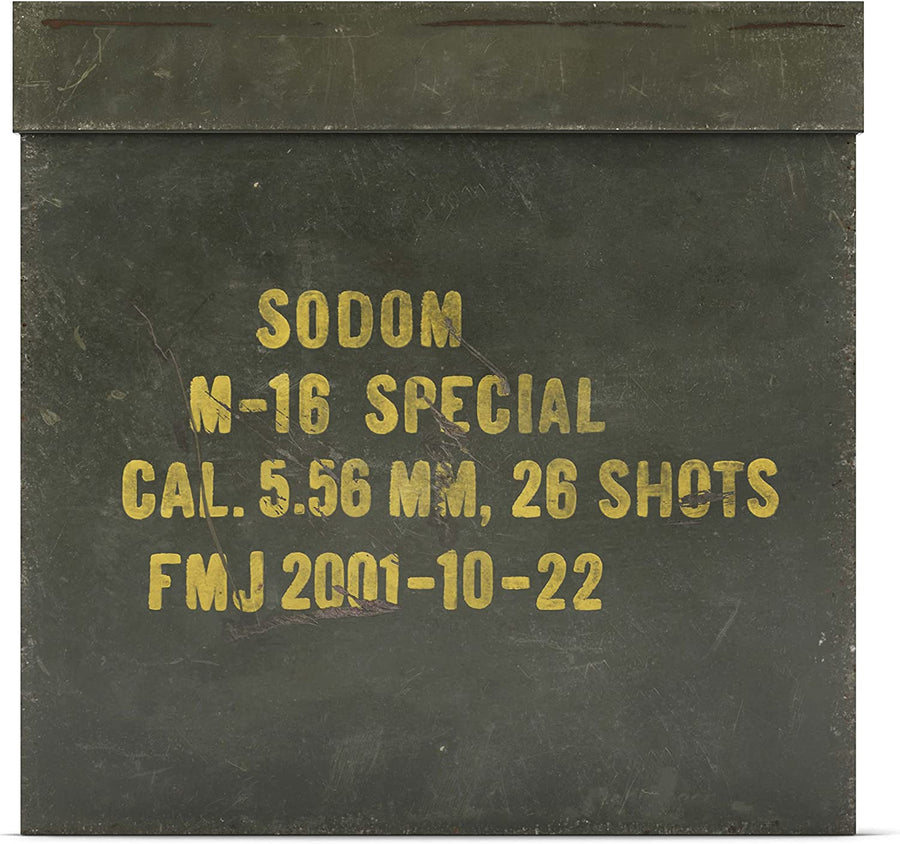 SODOM
M-16 SPECIAL
CAL. 5.56 MM, 26 SHOTS
FMJ 2001-10-22